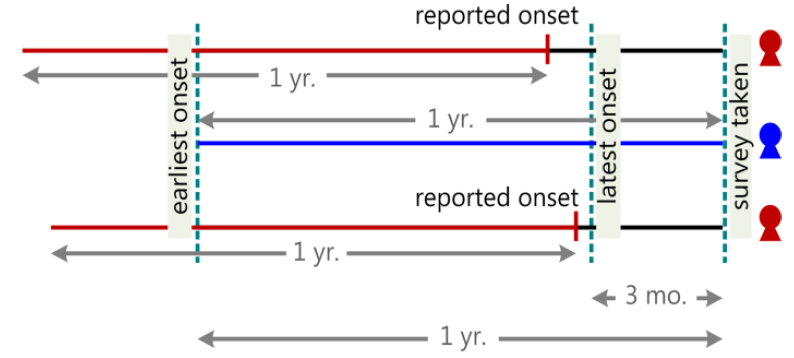 reported onset
1 yr.
earliest onset
1 yr.
latest onset
survey taken
reported onset
1 yr.
3 mo.
1 yr.